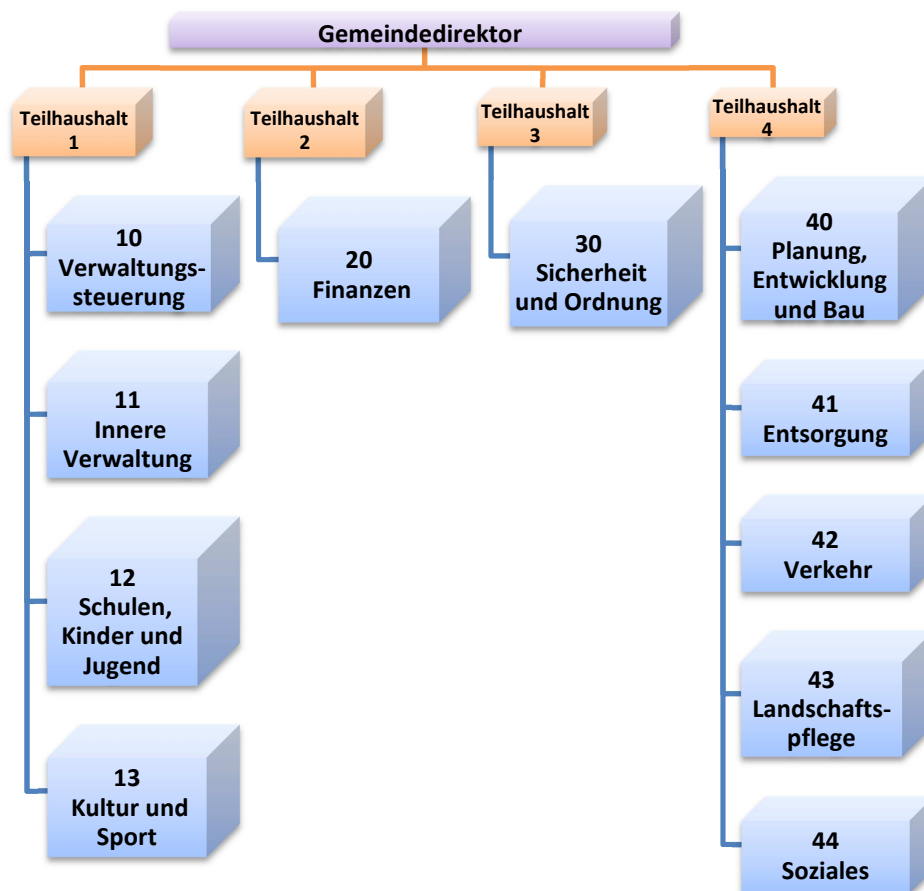 Gemeindedirektor
Teilhaushalt
1
Teilhaushalt
2
Teilhaushalt
3
Teilhaushalt
4
10
Verwaltungs-
steuerung
11
Innere
Verwaltung
12
Schulen,
Kinder und
Jugend
13
Kultur und
Sport
20
Finanzen
30
Sicherheit
und Ordnung
40
Planung,
Entwicklung
und Bau
41
Entsorgung
42
Verkehr
43
Landschafts-
pflege
44
Soziales